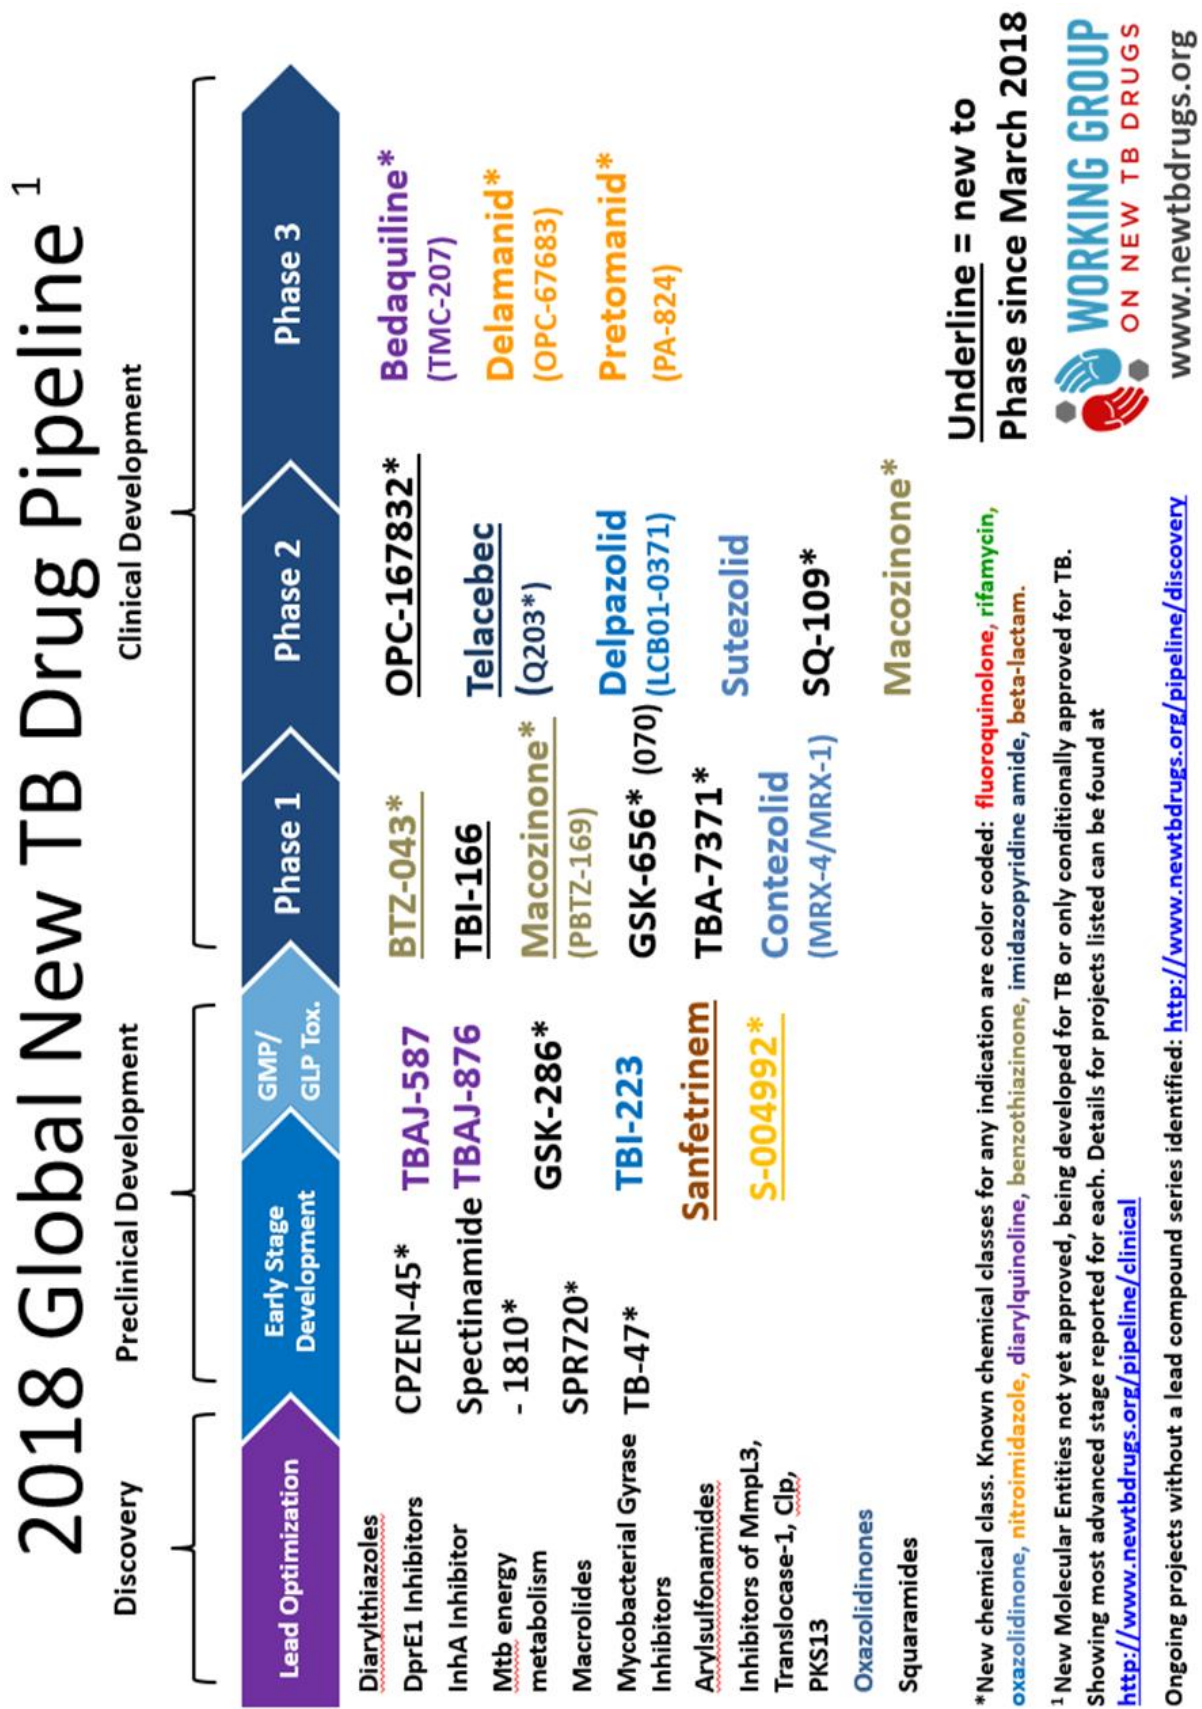 2018 Global New TB Drug Pipeline 1
Discovery
Preclinical Development
Clinical Development
Lead Optimization
Early Stage
Development
GMP/
GLP Tox.
Phase 1
Phase 2
Phase 3
Diarylthiazoles
DprE1 Inhibitors
InhA Inhibitor
Mtb energy
metabolism
Macrolides
Mycobacterial Gyrase
Inhibitors
Arylsulfonamides
Inhibitors of MmpL3,
Translocase-1, Clp,
PKS13
Oxazolidinones
Squaramides
CPZEN-45*
Spectinamide
- 1810*
SPR720*
TB-47*
TBAJ-587
TBAJ-876
GSK-286*
TBI-223
Sanfetrinem
S-004992*
BTZ-043*
TBI-166
Macozinone*
(PBTZ-169)
GSK-656* (070)
TBA-7371*
Contezolid
(MRX-4/MRX-1)
OPC-167832*
Telacebec
(Q203*)
Delpazolid
(LCB01-0371)
Sutezolid
SQ-109*
Macozinone*
Bedaquiline*
(TMC-207)
Delamanid*
(OPC-67683)
Pretomanid*
(PA-824)
Underline = new to
Phase since March 2018
*New chemical class. Known chemical classes for any indication are color coded: fluoroquinolone, rifamycin,
oxazolidinone, nitroimidazole, diarylquinoline, benzothiazinone, imidazopyridine amide, beta-lactam.
1 New Molecular Entities not yet approved, being developed for TB or only conditionally approved for TB.
Showing most advanced stage reported for each. Details for projects listed can be found at
http://www.newtbdrugs.org/pipeline/clinical
Ongoing projects without a lead compound series identified: http://www.newtbdrugs.org/pipeline/discovery
WORKING GROUP
ON NEW TB DRUGS
www.newtbdrugs.org